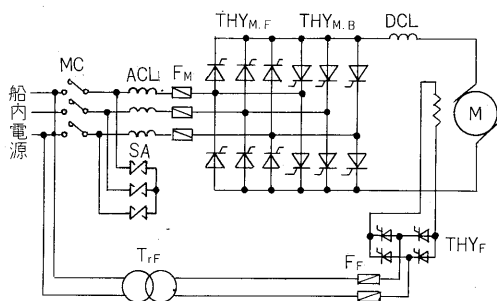 THY M.F
THY M.B
DCL
MC
ACL
F M
船内電源
SA
M
THY F
T rF
F F